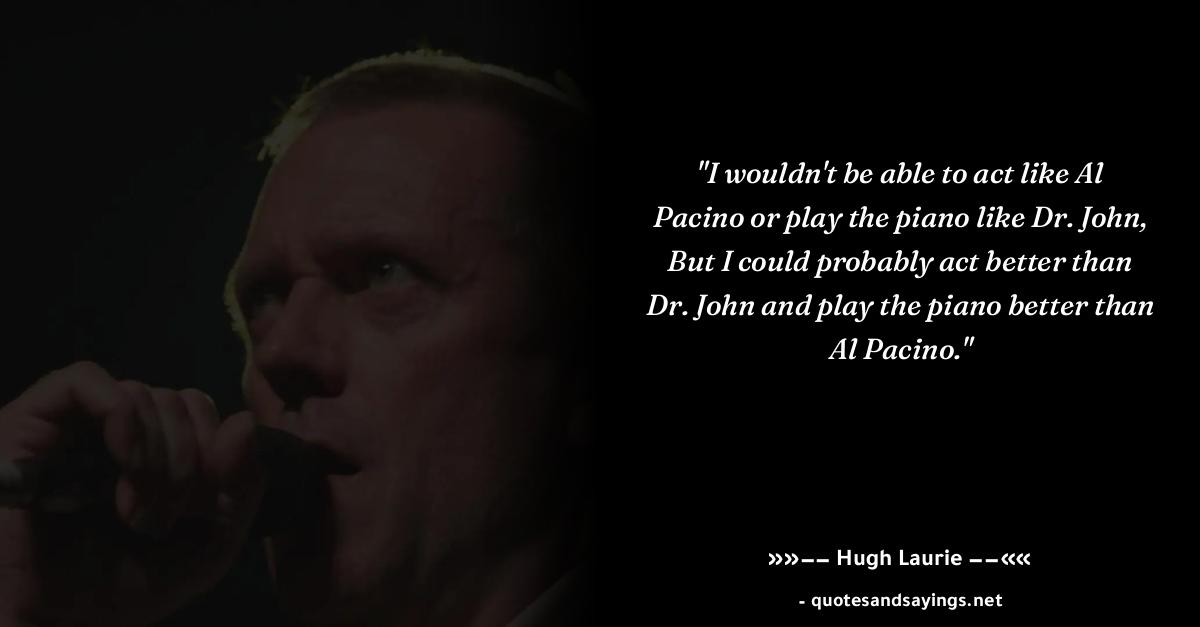 "I wouldn't be able to act like Al
Pacino or play the piano like Dr. John,
But I could probably act better than
Dr. John and play the piano better than
Al Pacino."
»»–– Hugh Laurie ––««
- quotesandsayings.net